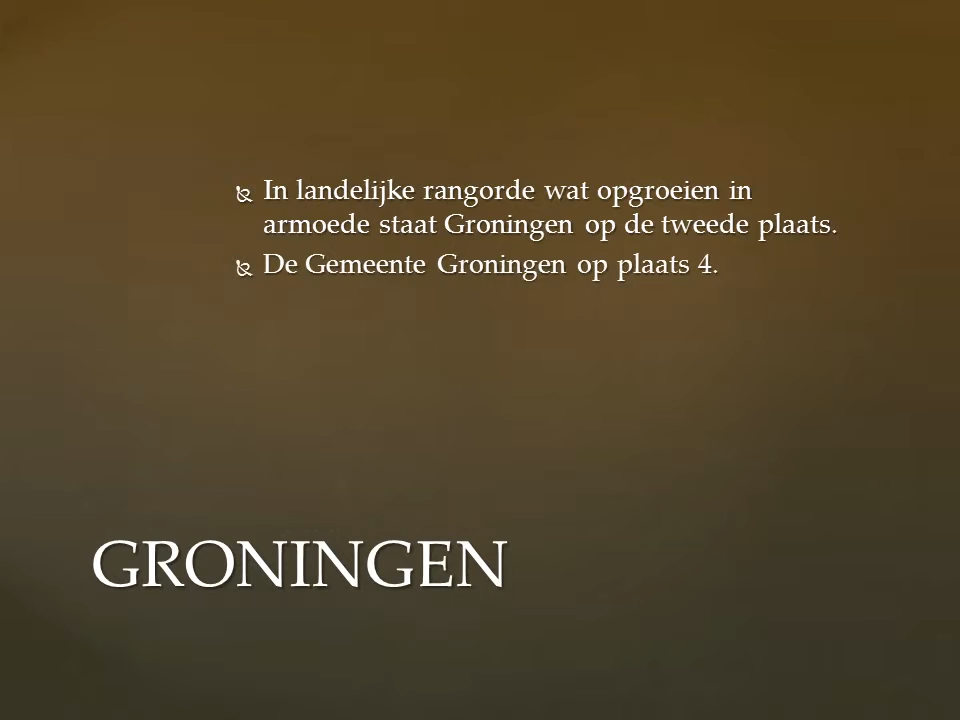 In landelijke rangorde wat opgroeien in
armoede staat Groningen op de tweede plaats.
De Gemeente Groningen op plaats 4.
GRONINGEN